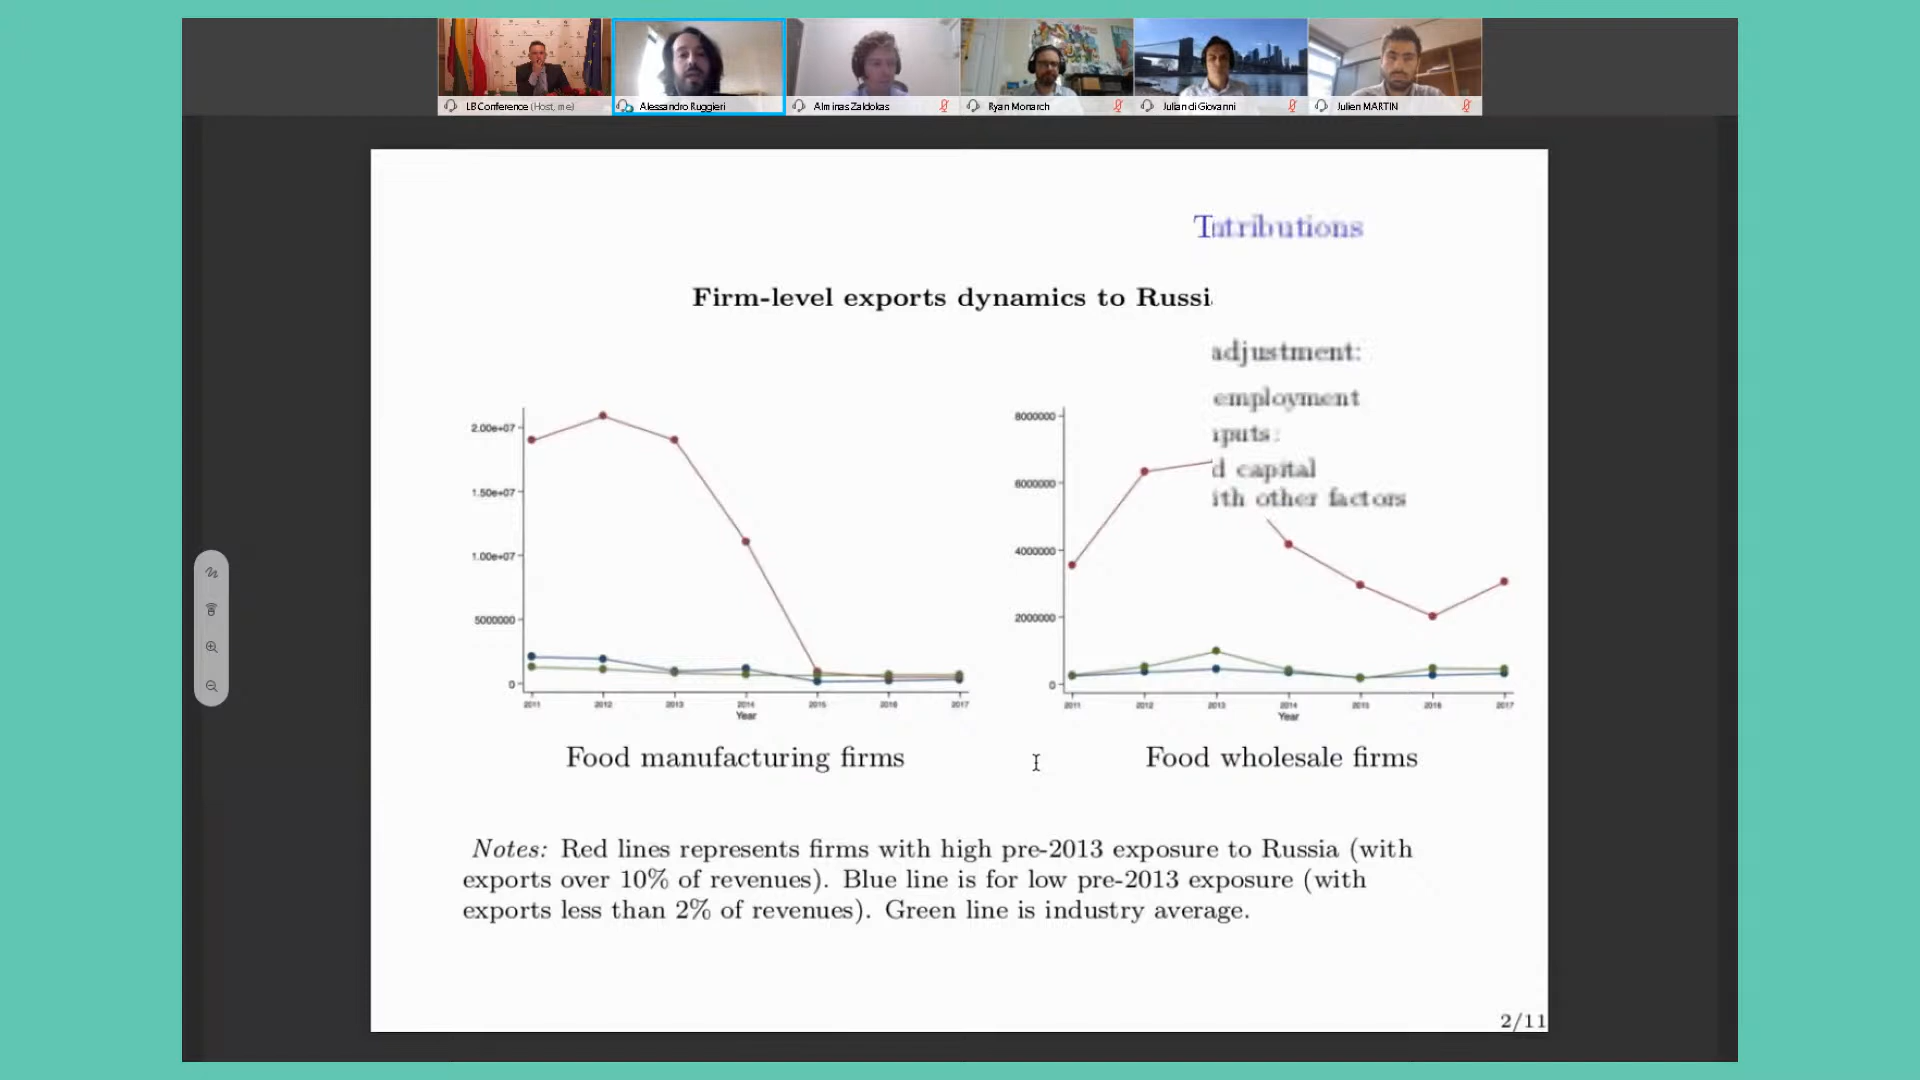 LB Conference (Host, me)
Alessandro Ruggieri
Alminas Zaldokas
Ryan Monarch
Julian di Giovanni
Julien MARTIN
Firm-level exports dynamics to Russi
adjustment:
employment
d capital
ith other factors
2.00e+07
1.50e+07
1.00e+07
5000000
0
2011 2012 2013 2014 2015 2016 2017
Year
Food manufacturing firms
8000000
6000000
4000000
2000000
0
2011 2012 2013 2014 2015 2016 2017
Year
Food wholesale firms
Notes: Red lines represents firms with high pre-2013 exposure to Russia (with
exports over 10% of revenues). Blue line is for low pre-2013 exposure (with
exports less than 2% of revenues). Green line is industry average.
2/11